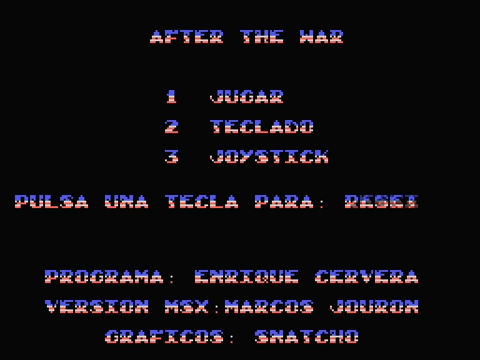 AFTER THE WAR
1 JUGAR
2 TECLADO
3 JOYSTICK
PULSA UNA TECLA PARA: RESET
PROGRAMA: ENRIQUE CERVERA
VERSION MSX:MARCOS JOURON
GRAFICOS: SNATCHO